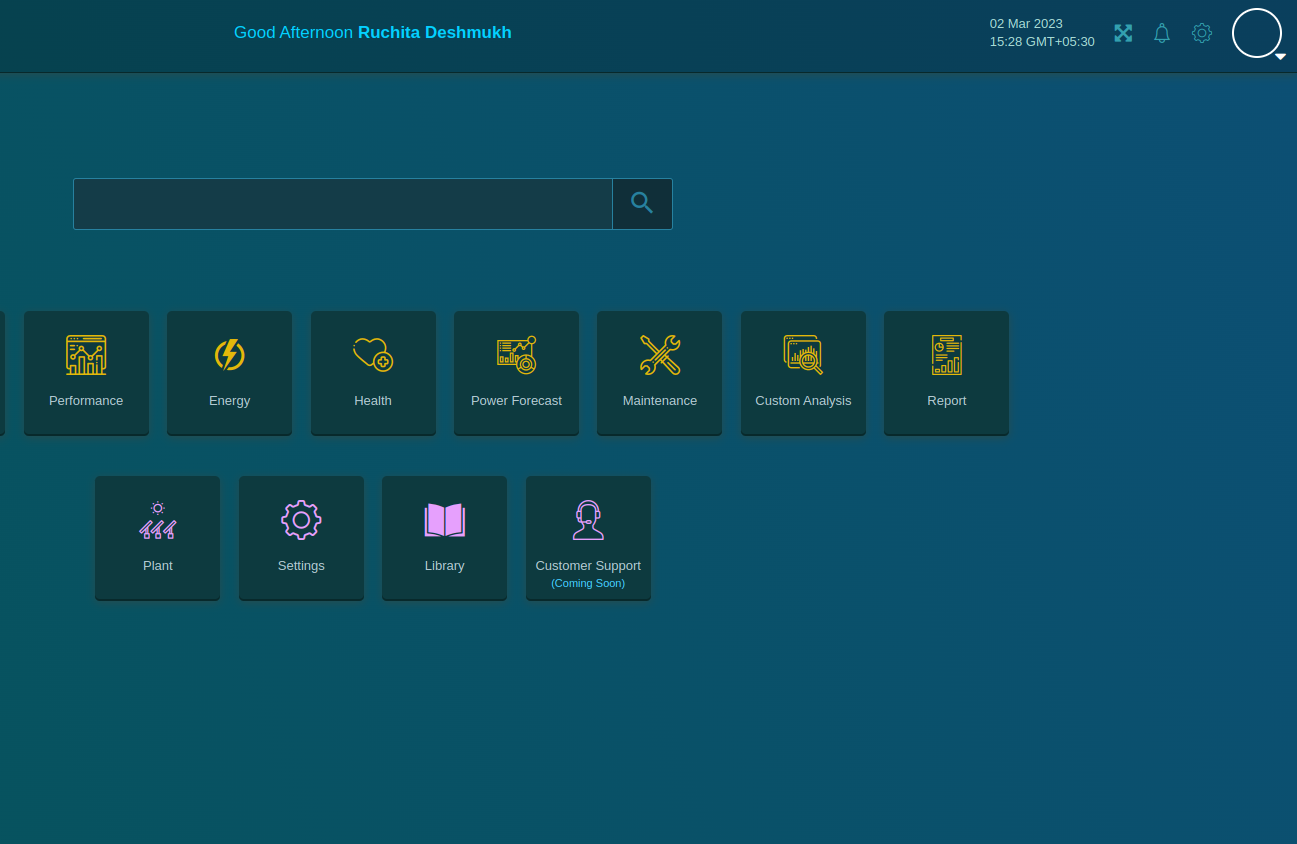 Good Afternoon Ruchita Deshmukh
02 Mar 2023
15:28 GMT+05:30
Performance
Energy
Health
Power Forecast
Maintenance
Custom Analysis
Report
Plant
Settings
Library
Customer Support
(Coming Soon)